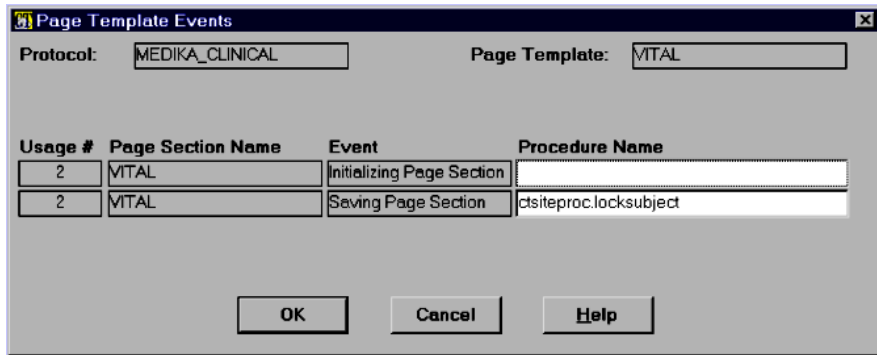 Page Template Events
Protocol: MEDIKA_CLINICAL Page Template: VITAL
Usage # Page Section Name Event Procedure Name
2 VITAL Initializing Page Section
2 VITAL Saving Page Section ctsiteproc.locksubject
OK Cancel Help